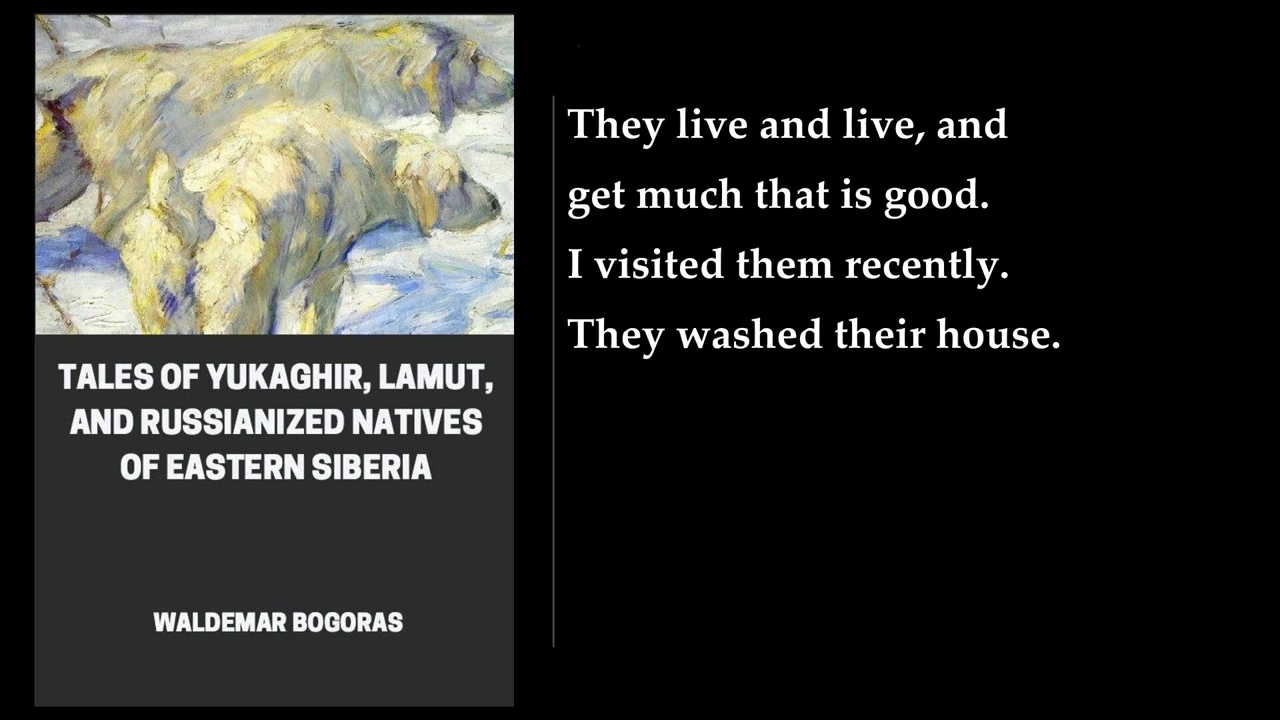 TALES OF YUKAGHIR, LAMUT,
AND RUSSIANIZED NATIVES
OF EASTERN SIBERIA
WALDEMAR BOGORAS
They live and live, and
get much that is good.
I visited them recently.
They washed their house.